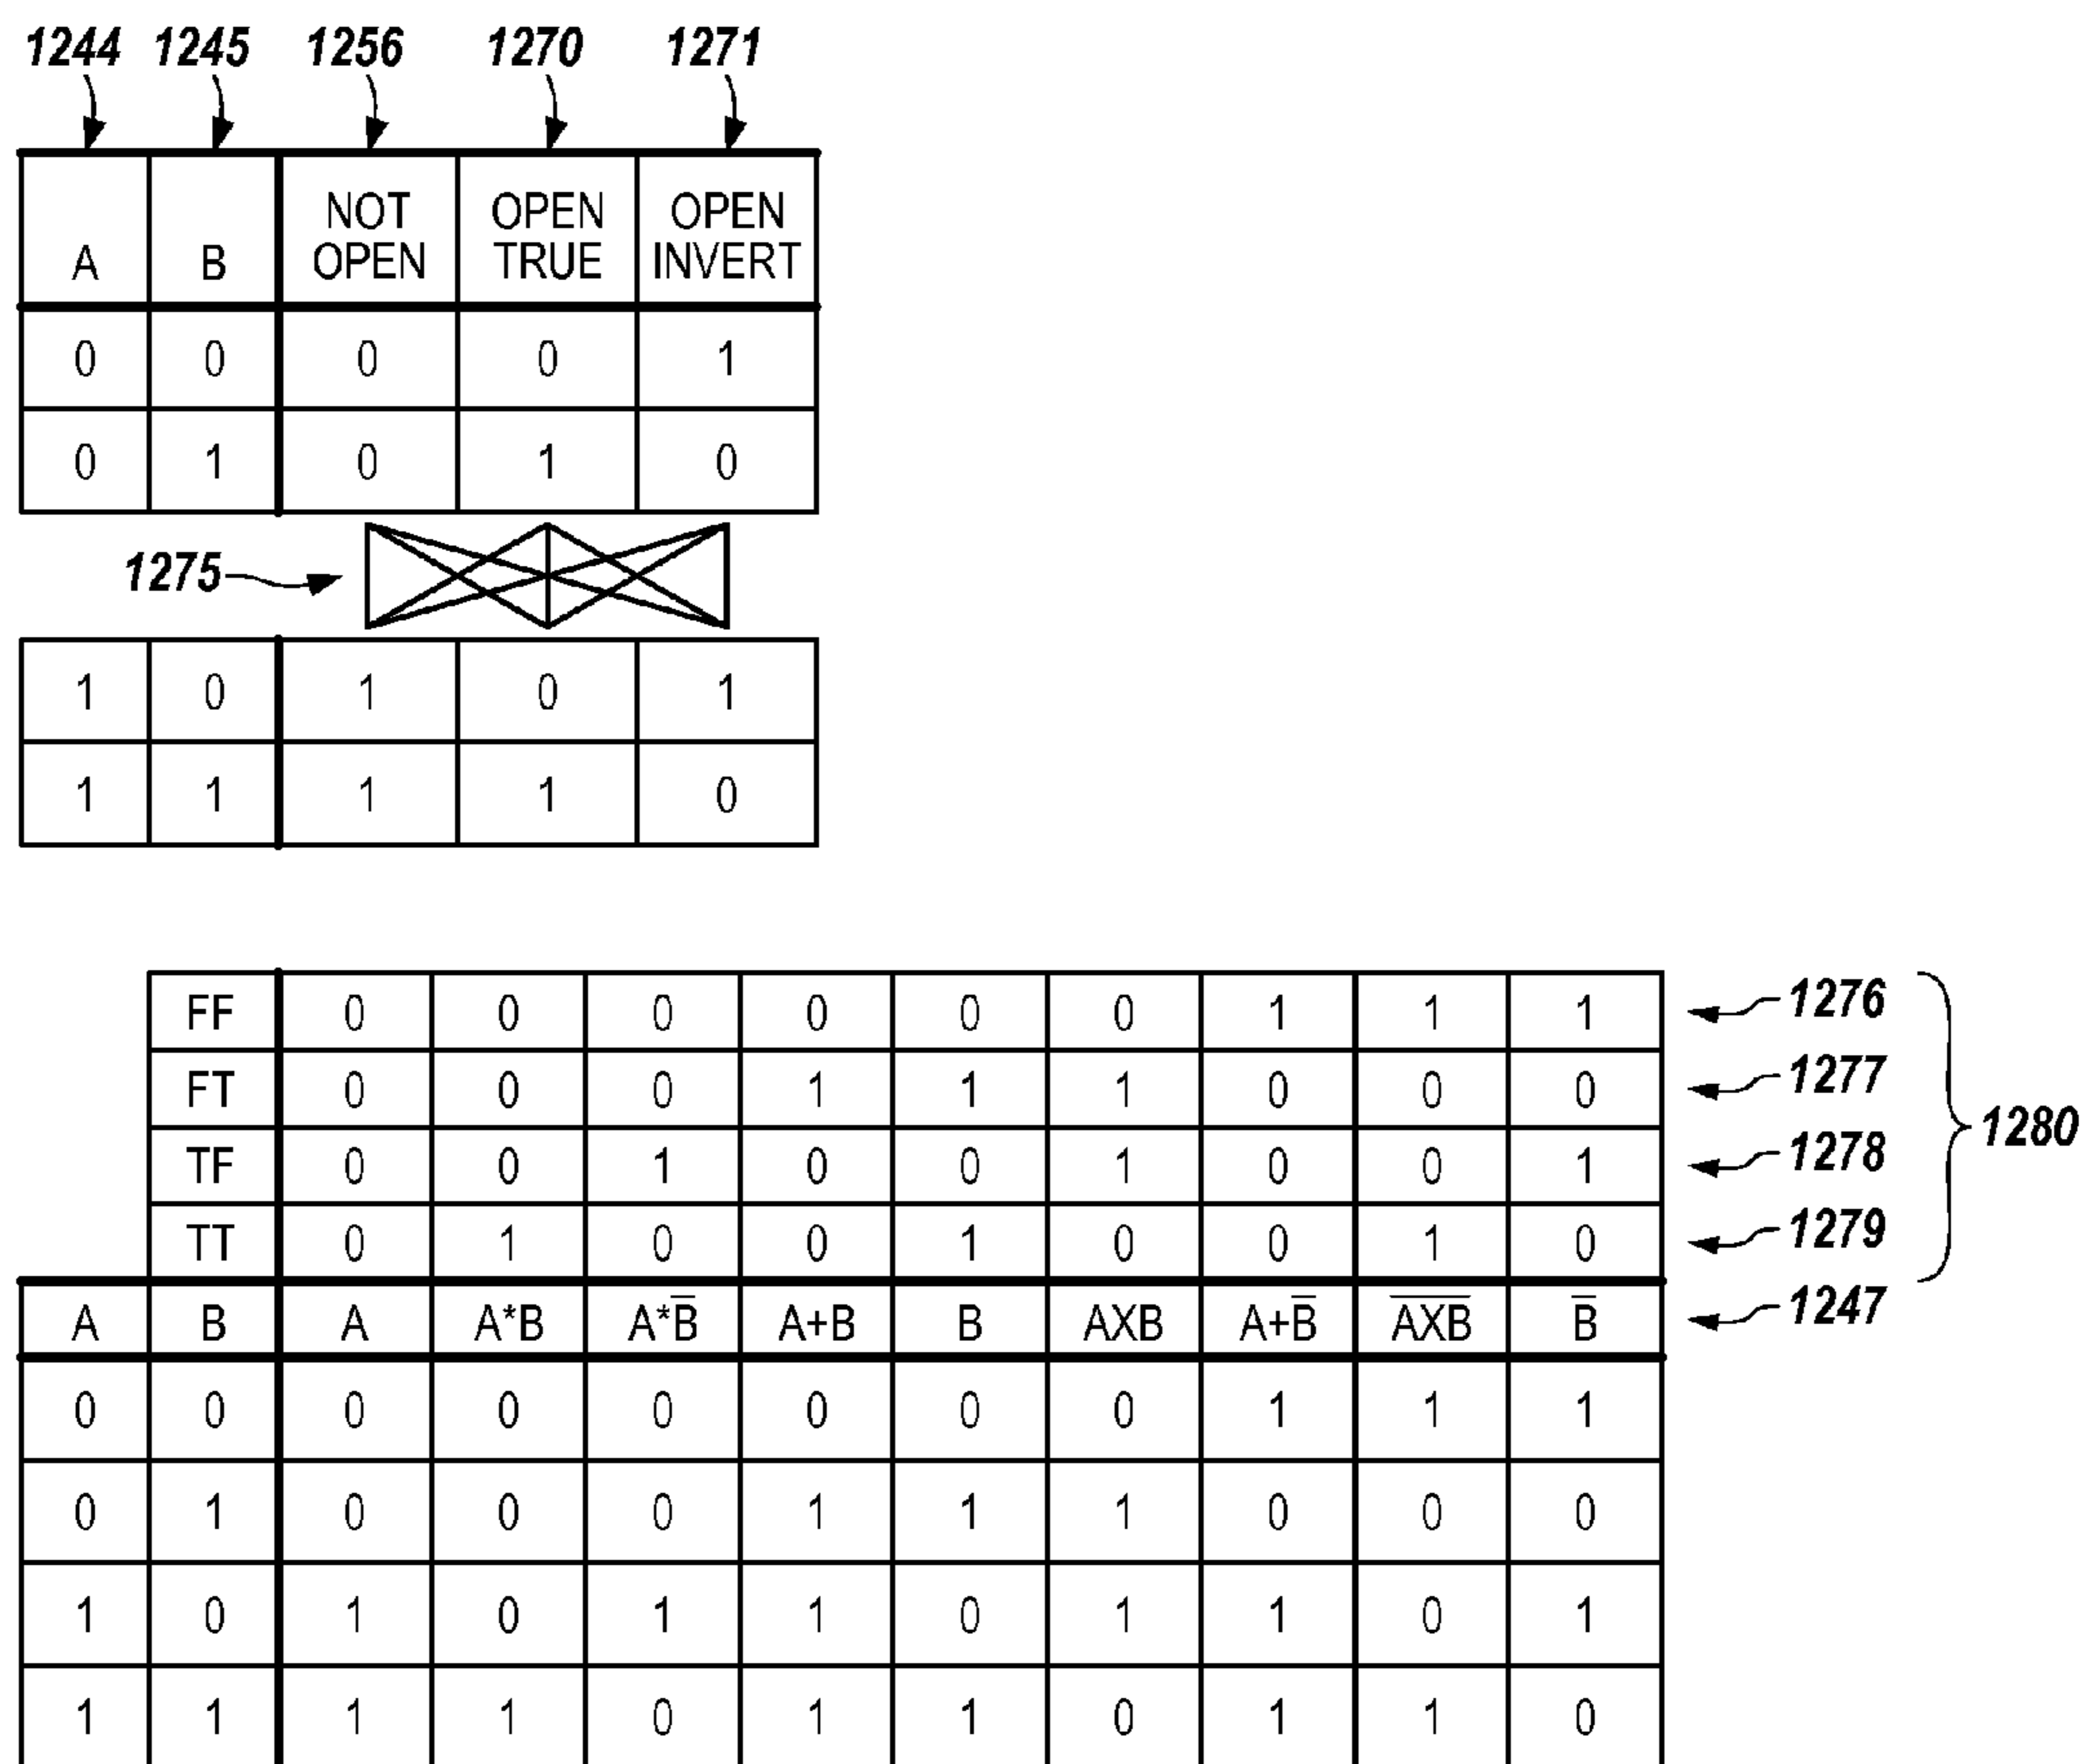 1244 1245 1256 1270 1271
A B NOT OPEN OPEN TRUE OPEN INVERT
0 0 0 0 1
0 1 0 1 0
1275
1 0 1 0 1
1 1 1 1 0
FF 0 0 0 0 0 0 1 1 1 1276
FT 0 0 0 1 1 1 0 0 0 1277
TF 0 0 1 0 0 1 0 0 1 1278
TT 0 1 0 0 1 0 0 1 0 1279
1280
A B A A*B A*B̅ A+B B AXB A+B̅ A̅X̅B̅ B̅ 1247
0 0 0 0 0 0 0 0 1 1 1
0 1 0 0 0 1 1 1 0 0 0
1 0 1 0 1 1 0 1 1 0 1
1 1 1 1 0 1 1 0 1 1 0